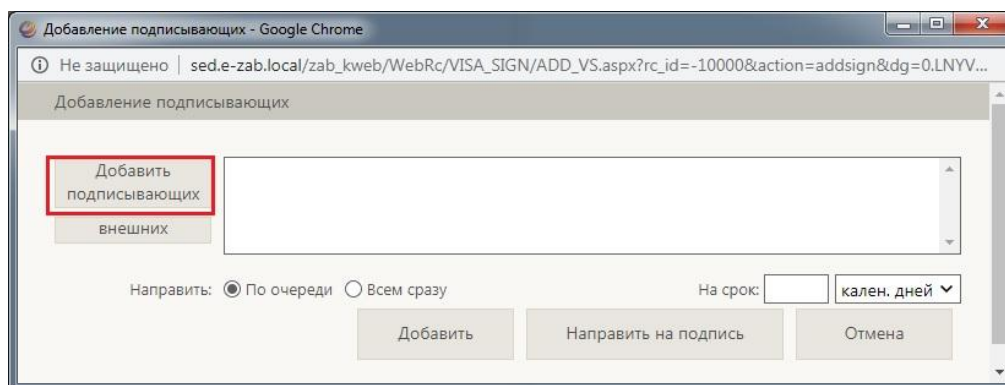 Добавление подписывающих - Google Chrome
Не защищено | sed.e-zab.local/zab_kweb/WebRc/VISA_SIGN/ADD_VS.aspx?rc_id=-10000&action=addsign&dg=0.LNYV...
Добавление подписывающих
Добавить
подписывающих
внешних
Направить: По очереди Всем сразу На срок: кален. дней
Добавить Направить на подпись Отмена